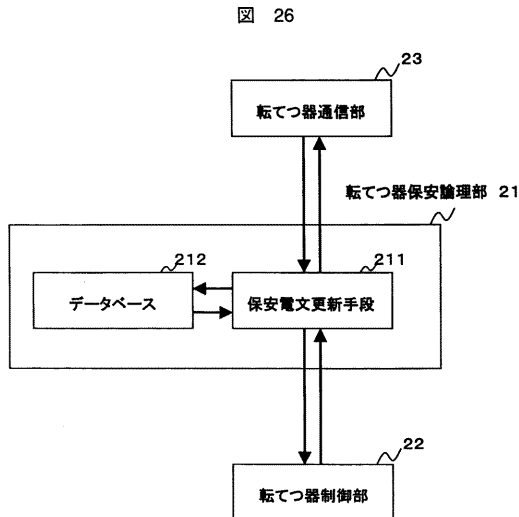 図 26
23
転てつ器通信部
転てつ器保安論理部 21
212
211
データベース
保安電文更新手段
22
転てつ器制御部